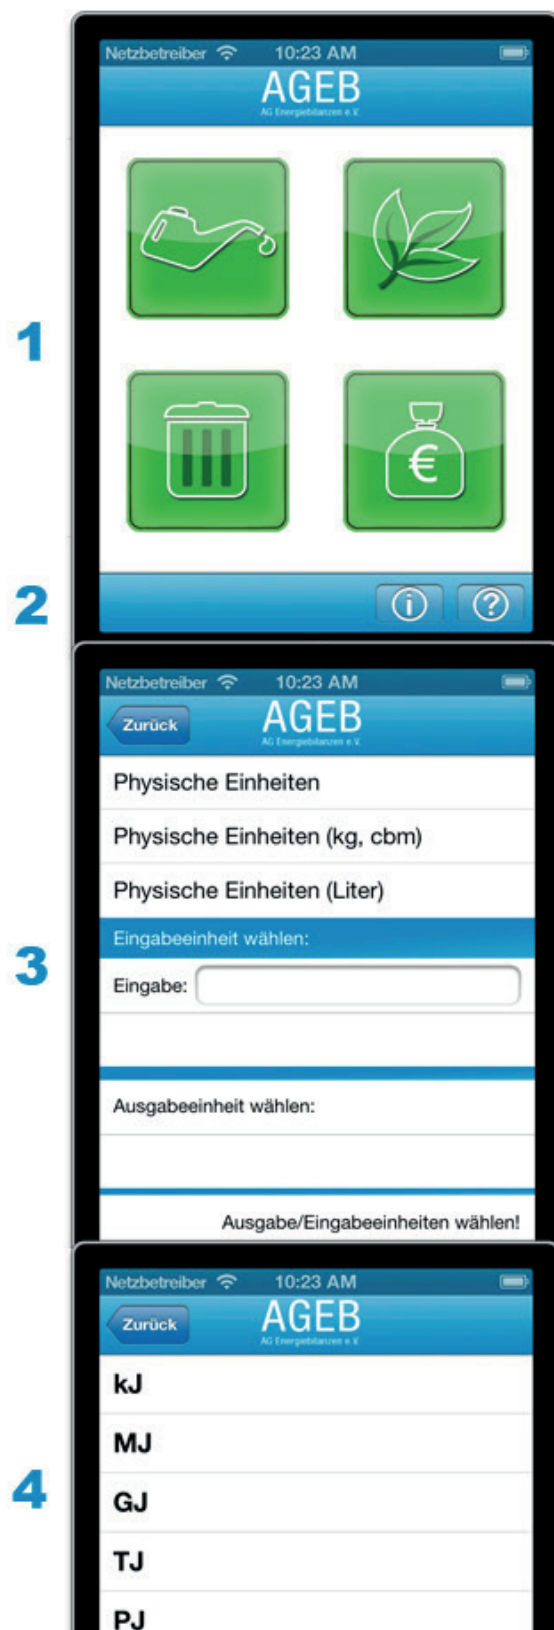 Netzbetreiber 10:23 AM
AGEB
AG Energiebilanzen e.V.
1
€
2
i ?
Netzbetreiber 10:23 AM
Zurück AGEB
AG Energiebilanzen e.V.
Physische Einheiten
Physische Einheiten (kg, cbm)
Physische Einheiten (Liter)
Eingabeeinheit wählen:
3
Eingabe:
Ausgabeeinheit wählen:
Ausgabe/Eingabeeinheiten wählen!
Netzbetreiber 10:23 AM
Zurück AGEB
AG Energiebilanzen e.V.
kJ
MJ
4
GJ
TJ
PJ